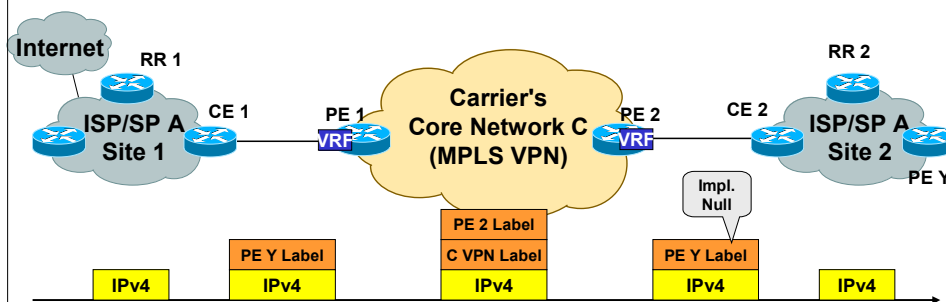 Internet
RR 1
ISP/SP A
Site 1
CE 1
PE 1
VRF
Carrier's
Core Network C
(MPLS VPN)
PE 2
VRF
CE 2
RR 2
ISP/SP A
Site 2
PE Y
Impl.
Null
PE 2 Label
PE Y Label
C VPN Label
PE Y Label
IPv4
IPv4
IPv4
IPv4
IPv4